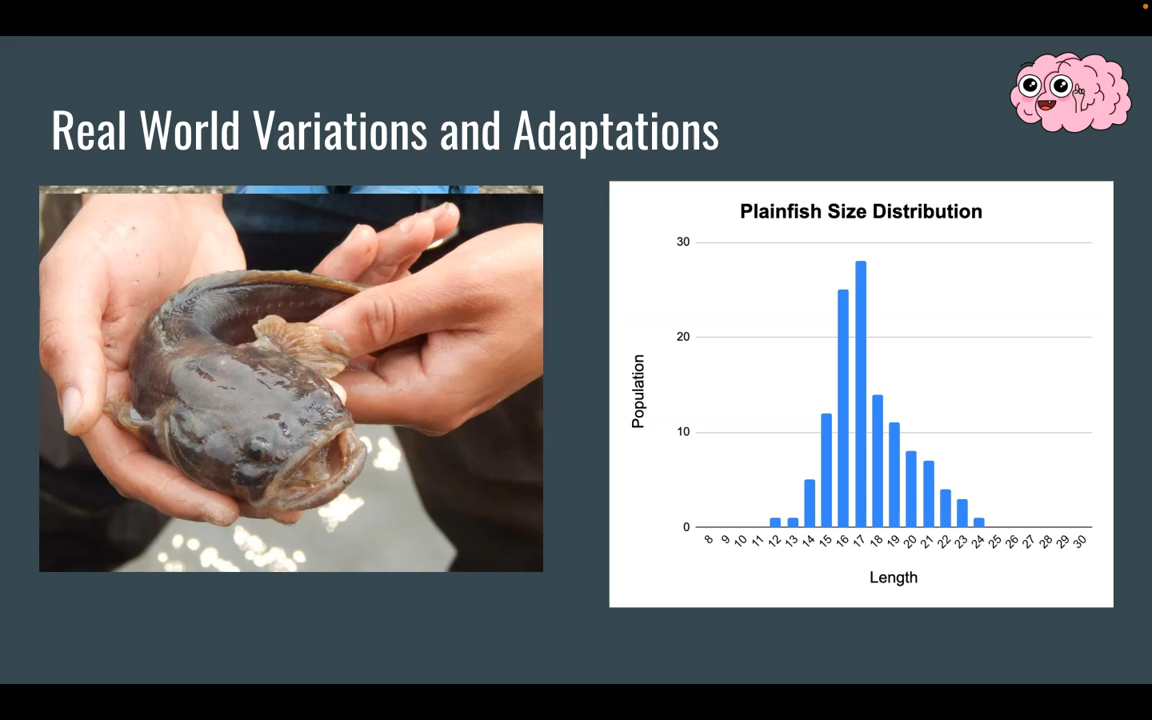 Real World Variations and Adaptations
Plainfish Size Distribution
30
20
10
0
Population
8 9 10 11 12 13 14 15 16 17 18 19 20 21 22 23 24 25 26 27 28 29 30
Length